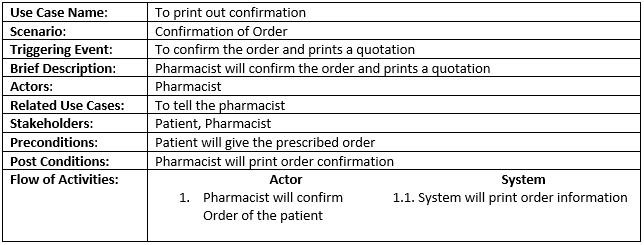 Use Case Name: To print out confirmation
Scenario: Confirmation of Order
Triggering Event: To confirm the order and prints a quotation
Brief Description: Pharmacist will confirm the order and prints a quotation
Actors: Pharmacist
Related Use Cases: To tell the pharmacist
Stakeholders: Patient, Pharmacist
Preconditions: Patient will give the prescribed order
Post Conditions: Pharmacist will print order confirmation
Flow of Activities: Actor System
1. Pharmacist will confirm 1.1. System will print order information
Order of the patient